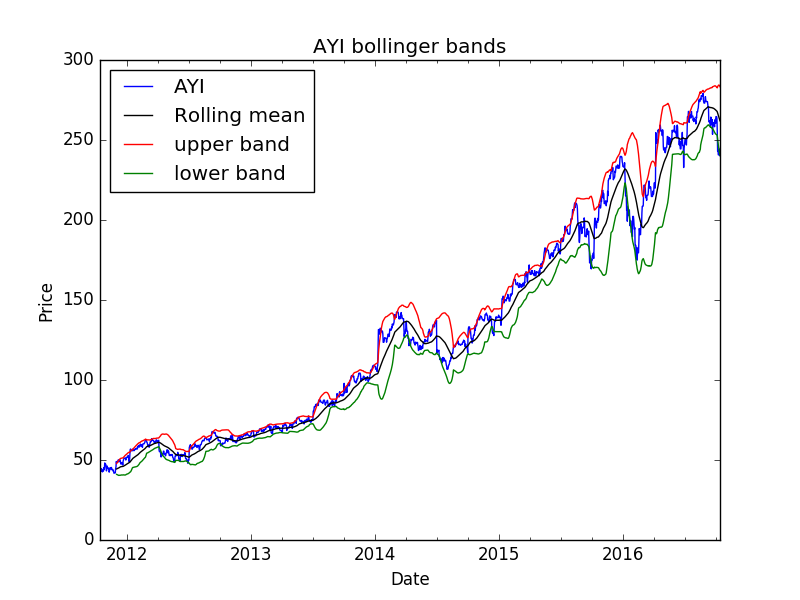 AYI bollinger bands
300
250
200
150
100
50
0
AYI
Rolling mean
upper band
lower band
Price
2012 2013 2014 2015 2016
Date